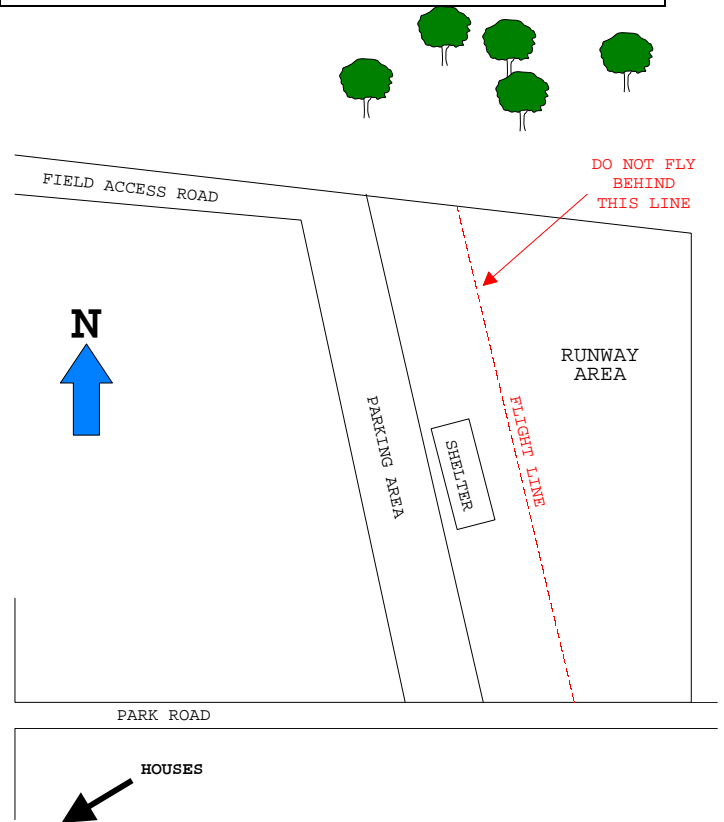 DO NOT FLY
BEHIND
THIS LINE
FIELD ACCESS ROAD
N
RUNWAY
AREA
PARKING AREA
SHELTER
FLIGHT LINE
PARK ROAD
HOUSES